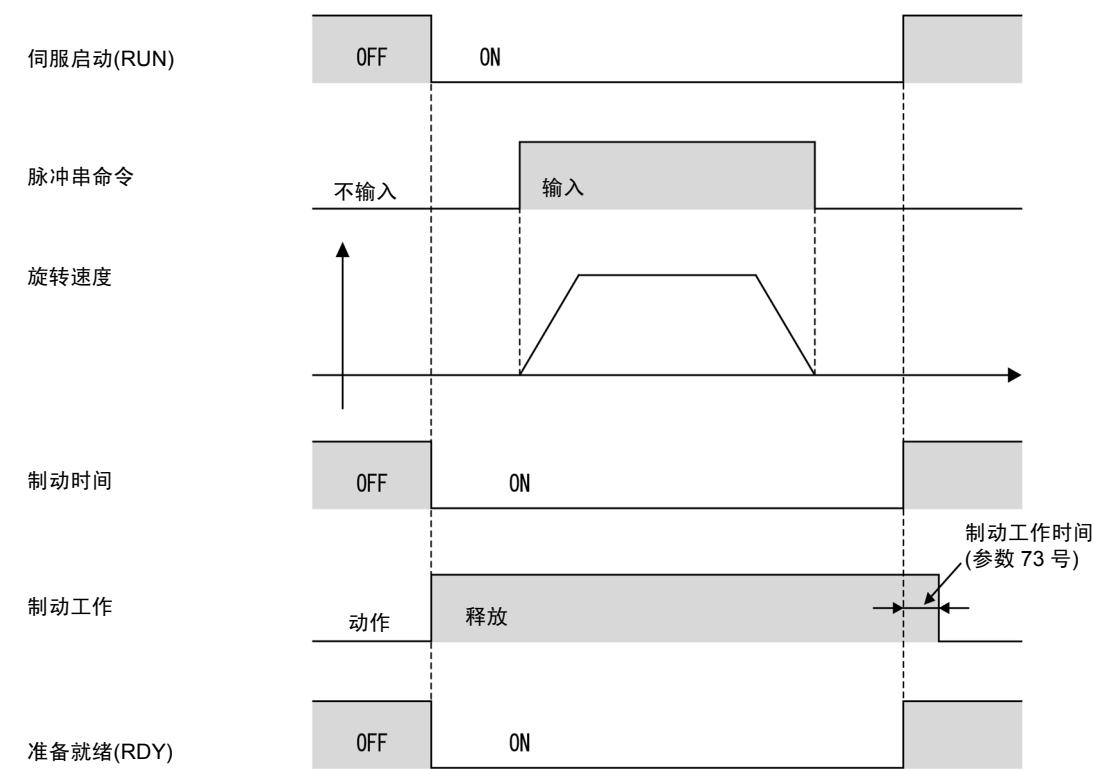 伺服启动(RUN)
OFF
ON
脉冲串命令
不输入
输入
旋转速度
制动时间
OFF
ON
制动工作时间
(参数 73 号)
制动工作
动作
释放
准备就绪(RDY)
OFF
ON